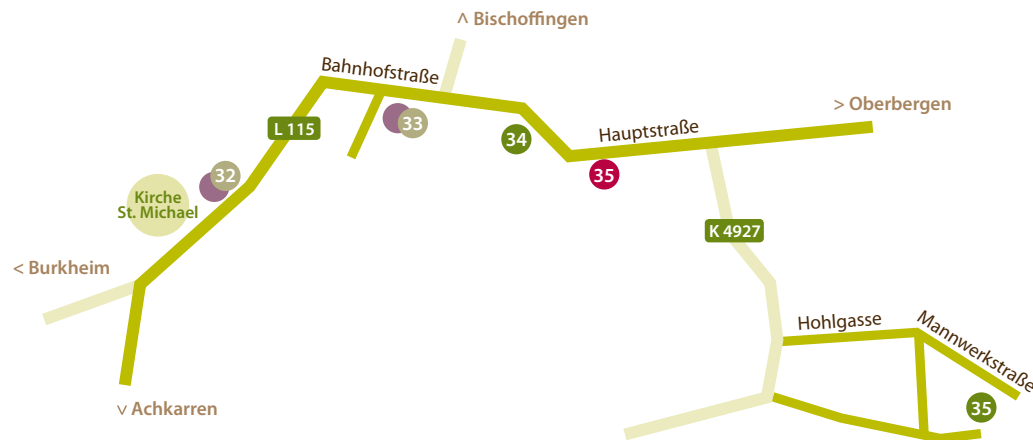 ˄ Bischoffingen
Bahnhofstraße
> Oberbergen
33
L 115
Hauptstraße
34
35
32
Kirche
St. Michael
K 4927
< Burkheim
Hohlgasse
Mannwerkstraße
˅ Achkarren
35